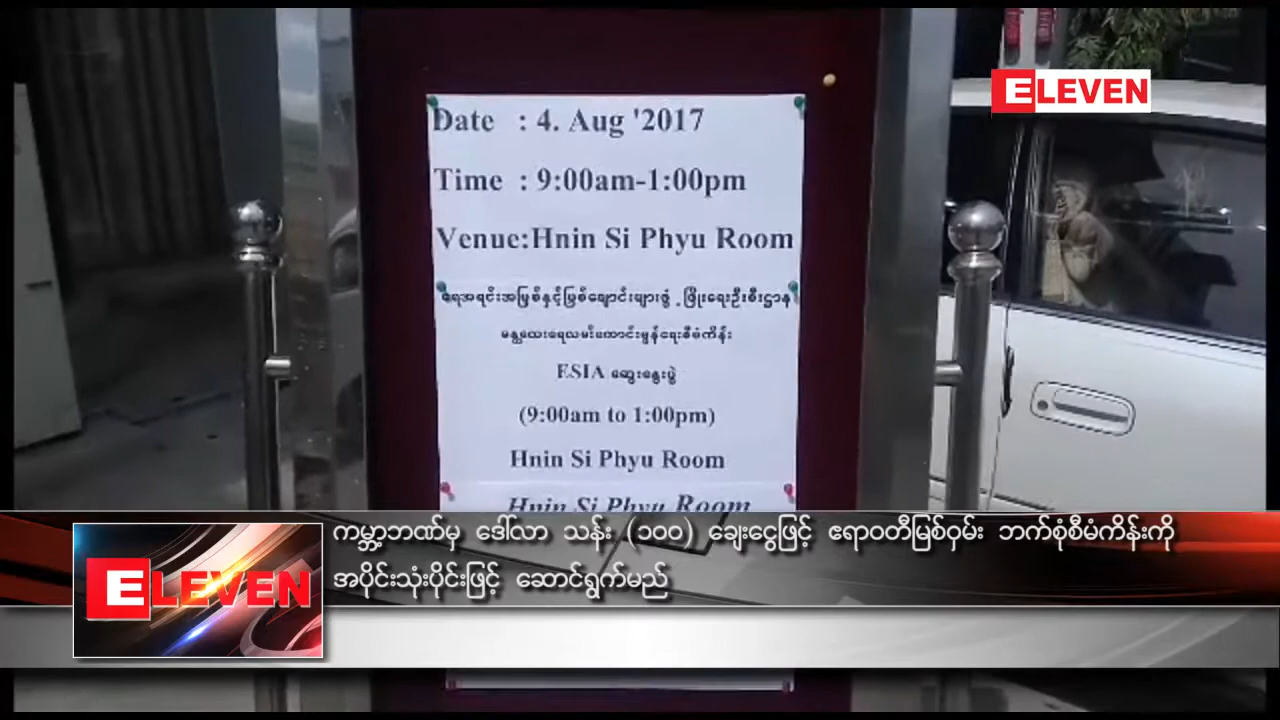 ELEVEN
Date : 4. Aug '2017
Time : 9:00am-1:00pm
Venue:Hnin Si Phyu Room
ရေအရင်းအမြစ်နှင့်မြစ်ချောင်းများဖွံ့ဖြိုးရေးဦးစီးဌာန
မန္တလေးရေလမ်းကောင်းမွန်ရေးစီမံကိန်း
ESIA ဆွေးနွေးပွဲ
(9:00am to 1:00pm)
Hnin Si Phyu Room
Hnin Si Phyu Room
ကမ္ဘာ့ဘဏ်မှ ဒေါ်လာ သန်း (၁၀၀) ချေးငွေဖြင့် ဧရာဝတီမြစ်ဝှမ်း ဘက်စုံစီမံကိန်းကို
အပိုင်းသုံးပိုင်းဖြင့် ဆောင်ရွက်မည်
ELEVEN